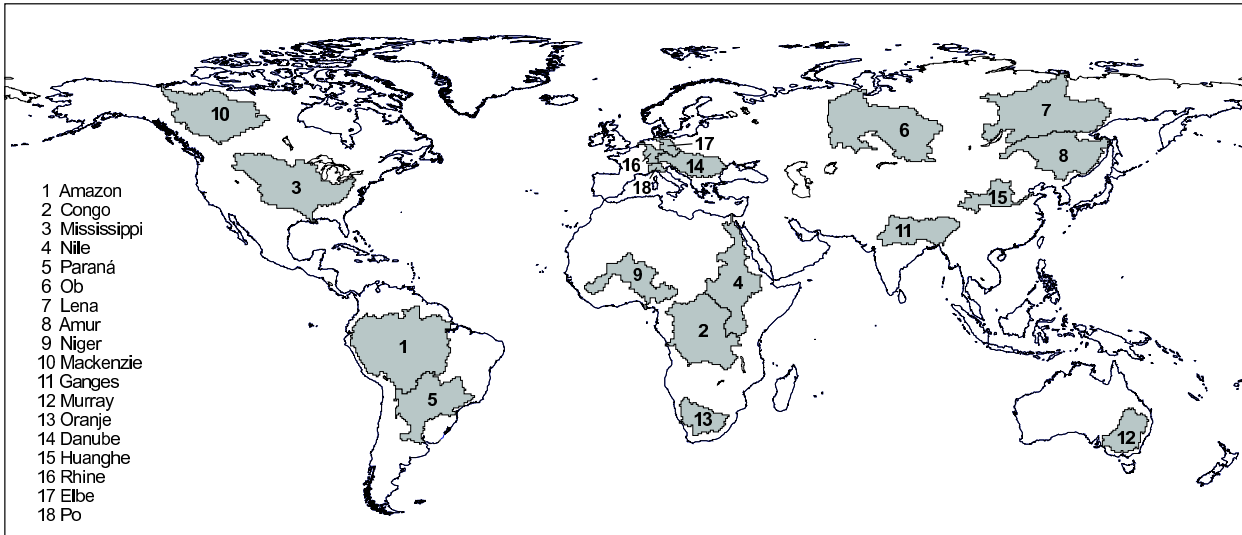 10
7
6
17
16
14
8
3
18
15
1 Amazon
2 Congo
3 Mississippi
4 Nile
5 Paraná
6 Ob
7 Lena
8 Amur
9 Niger
10 Mackenzie
11 Ganges
12 Murray
13 Oranje
14 Danube
15 Huanghe
16 Rhine
17 Elbe
18 Po
11
9
4
2
1
5
13
12